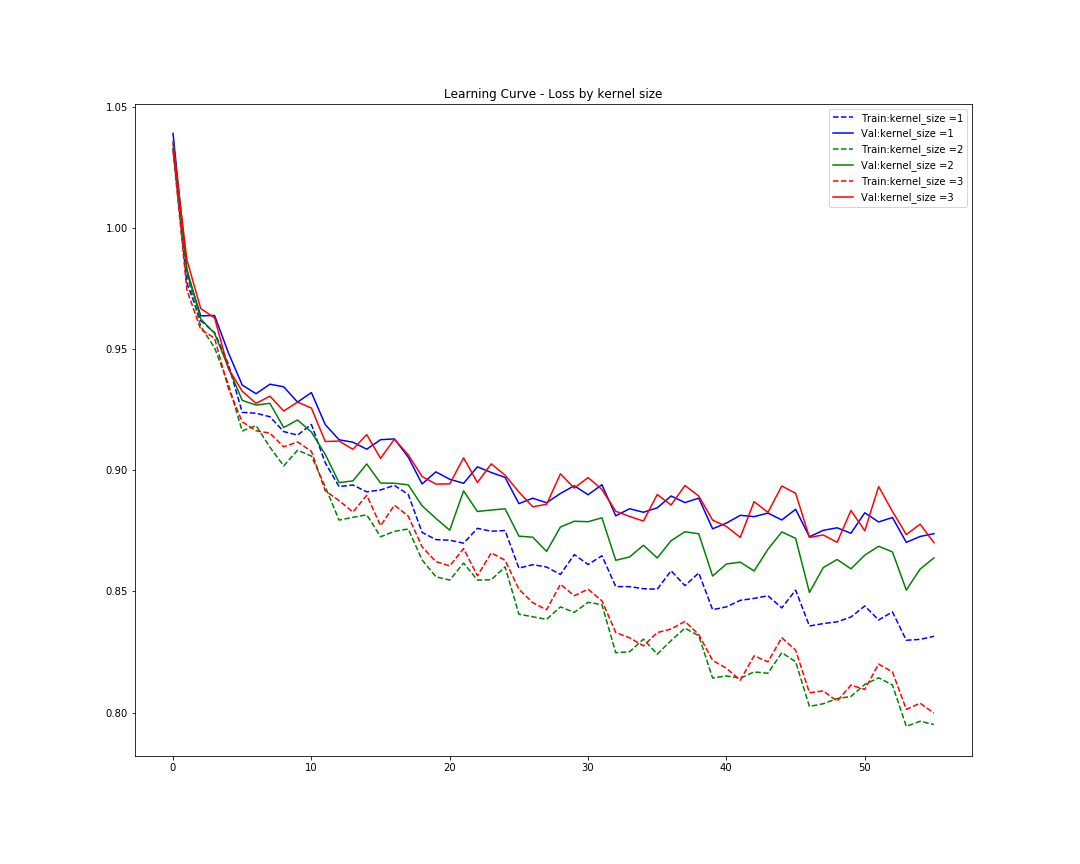 Learning Curve - Loss by kernel size
1.05
1.00
0.95
0.90
0.85
0.80
Train:kernel_size =1
Val:kernel_size =1
Train:kernel_size =2
Val:kernel_size =2
Train:kernel_size =3
Val:kernel_size =3
0 10 20 30 40 50